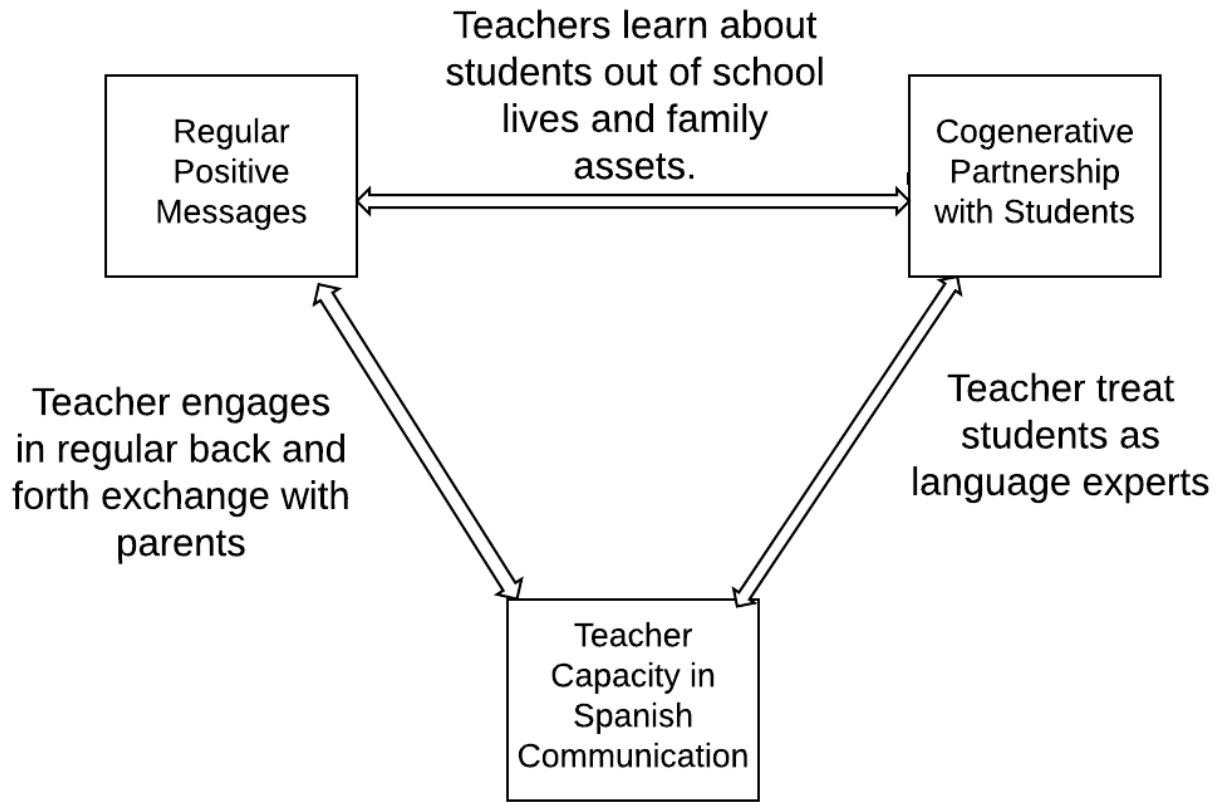 Teachers learn about
students out of school
lives and family
assets.
Regular
Positive
Messages
Cogenerative
Partnership
with Students
Teacher engages
in regular back and
forth exchange with
parents
Teacher treat
students as
language experts
Teacher
Capacity in
Spanish
Communication